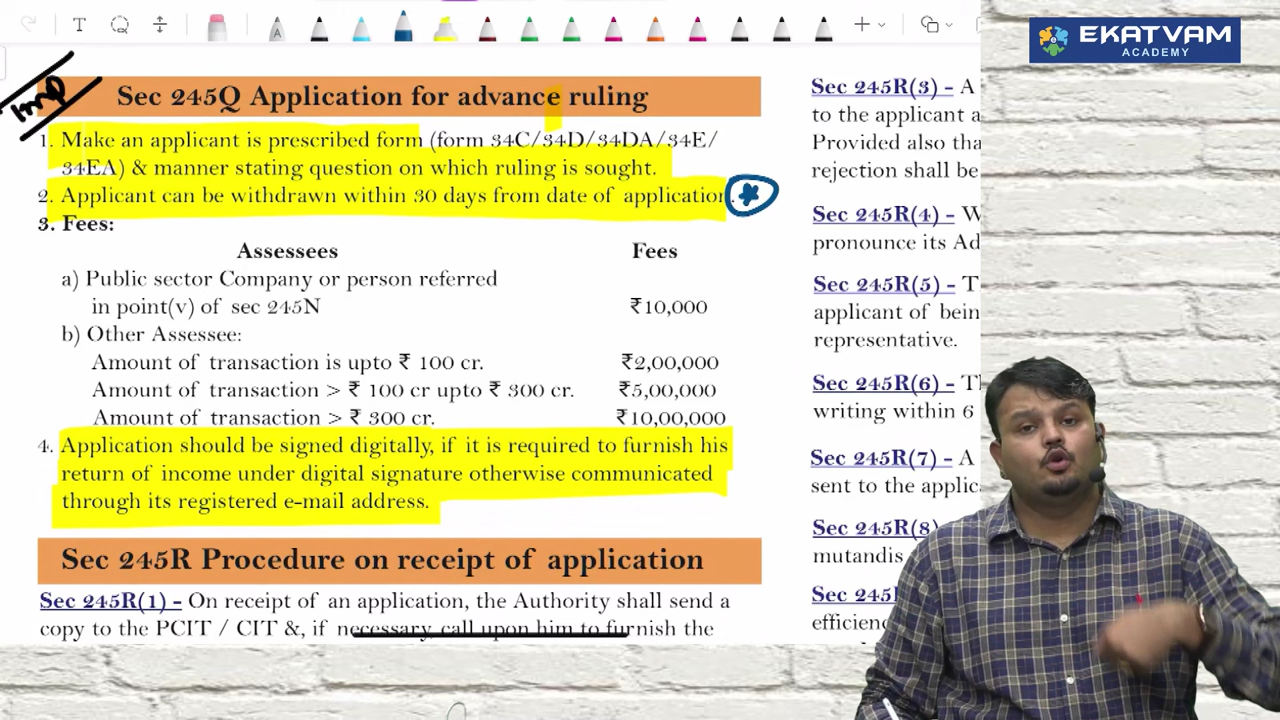 EKATVAM
ACADEMY
Imp
Sec 245Q Application for advance ruling
1. Make an applicant is prescribed form (form 34C/34D/34DA/34E/
34EA) & manner stating question on which ruling is sought.
2. Applicant can be withdrawn within 30 days from date of application.
3. Fees:
Assessees Fees
a) Public sector Company or person referred
in point(v) of sec 245N ₹10,000
b) Other Assessee:
Amount of transaction is upto ₹ 100 cr. ₹2,00,000
Amount of transaction > ₹ 100 cr upto ₹ 300 cr. ₹5,00,000
Amount of transaction > ₹ 300 cr. ₹10,00,000
4. Application should be signed digitally, if it is required to furnish his
return of income under digital signature otherwise communicated
through its registered e-mail address.
Sec 245R Procedure on receipt of application
Sec 245R(1) - On receipt of an application, the Authority shall send a
copy to the PCIT / CIT &, if necessary, call upon him to furnish the
Sec 245R(3) - A
to the applicant a
Provided also tha
rejection shall be
Sec 245R(4) - W
pronounce its Ad
Sec 245R(5) - T
applicant of bein
representative.
Sec 245R(6) - T
writing within 6
Sec 245R(7) - A
sent to the applic
Sec 245R(8)
mutandis
Sec 245
efficien